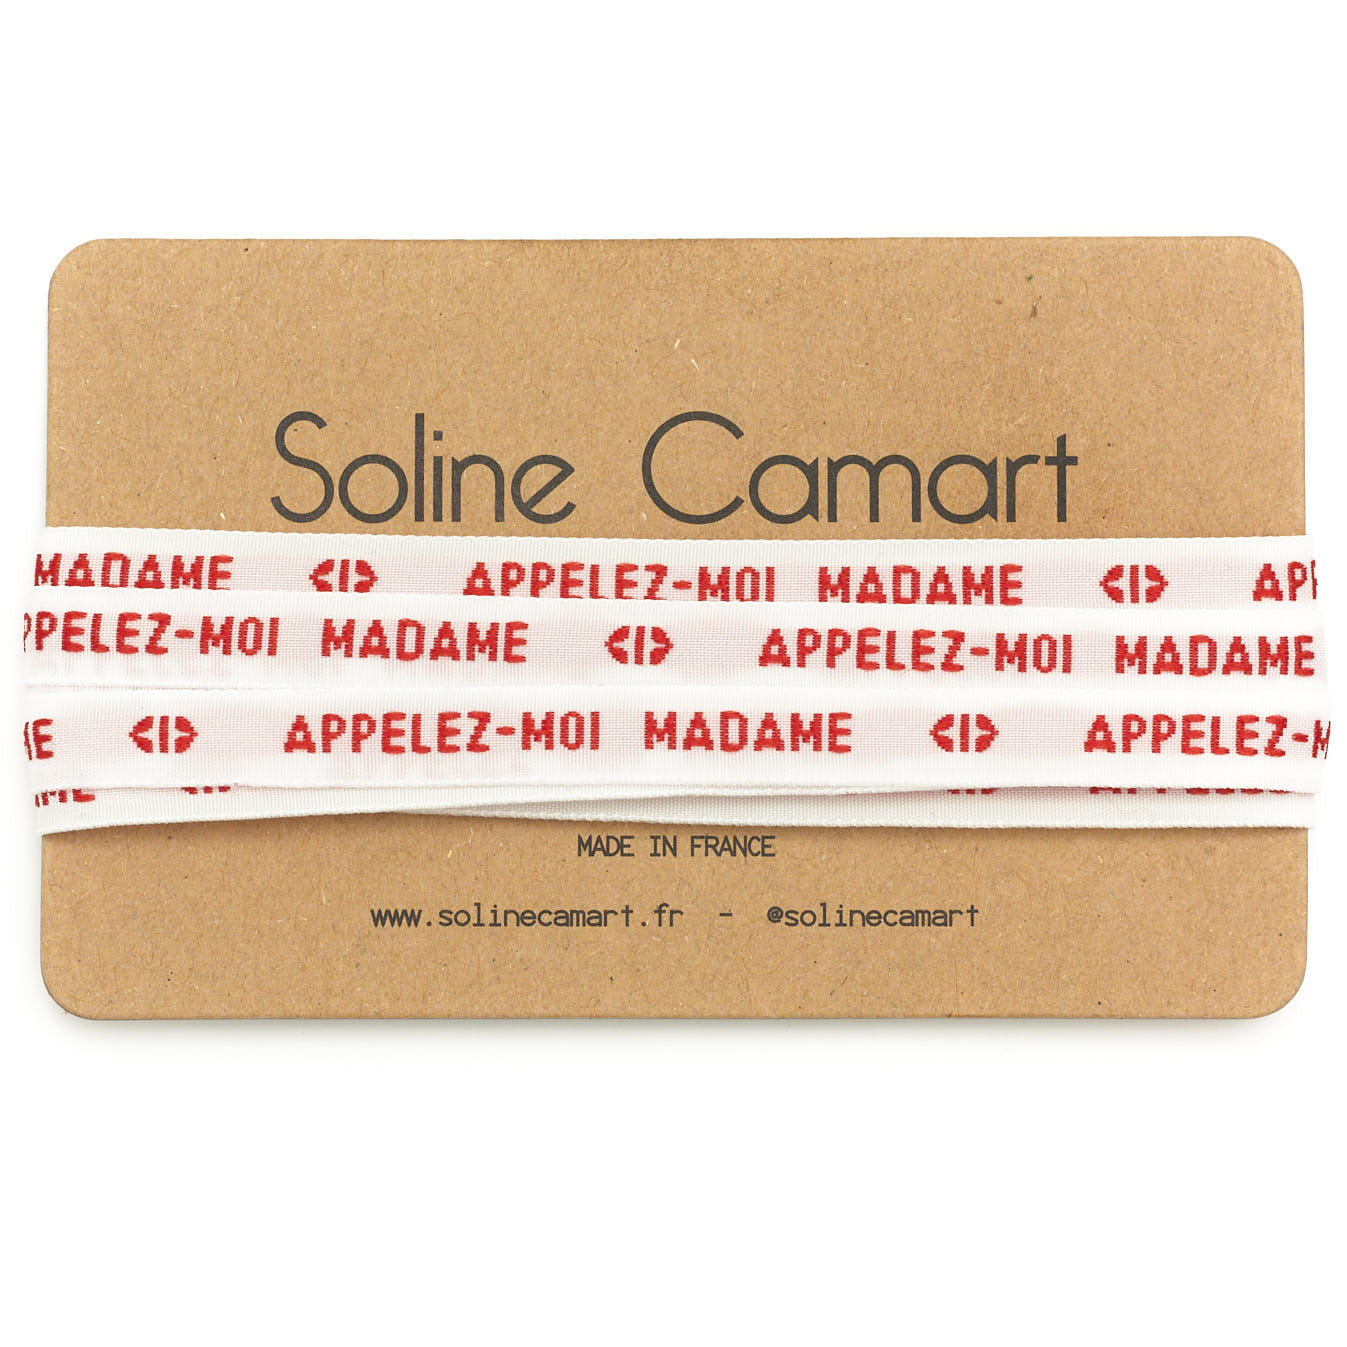 Soline Camart
MADAME <I> APPELEZ-MOI MADAME <I>
APPELEZ-MOI MADAME <I> APPELEZ-MOI MADAME
<I> APPELEZ-MOI MADAME <I>
MADE IN FRANCE
www.solinecamart.fr - @solinecamart